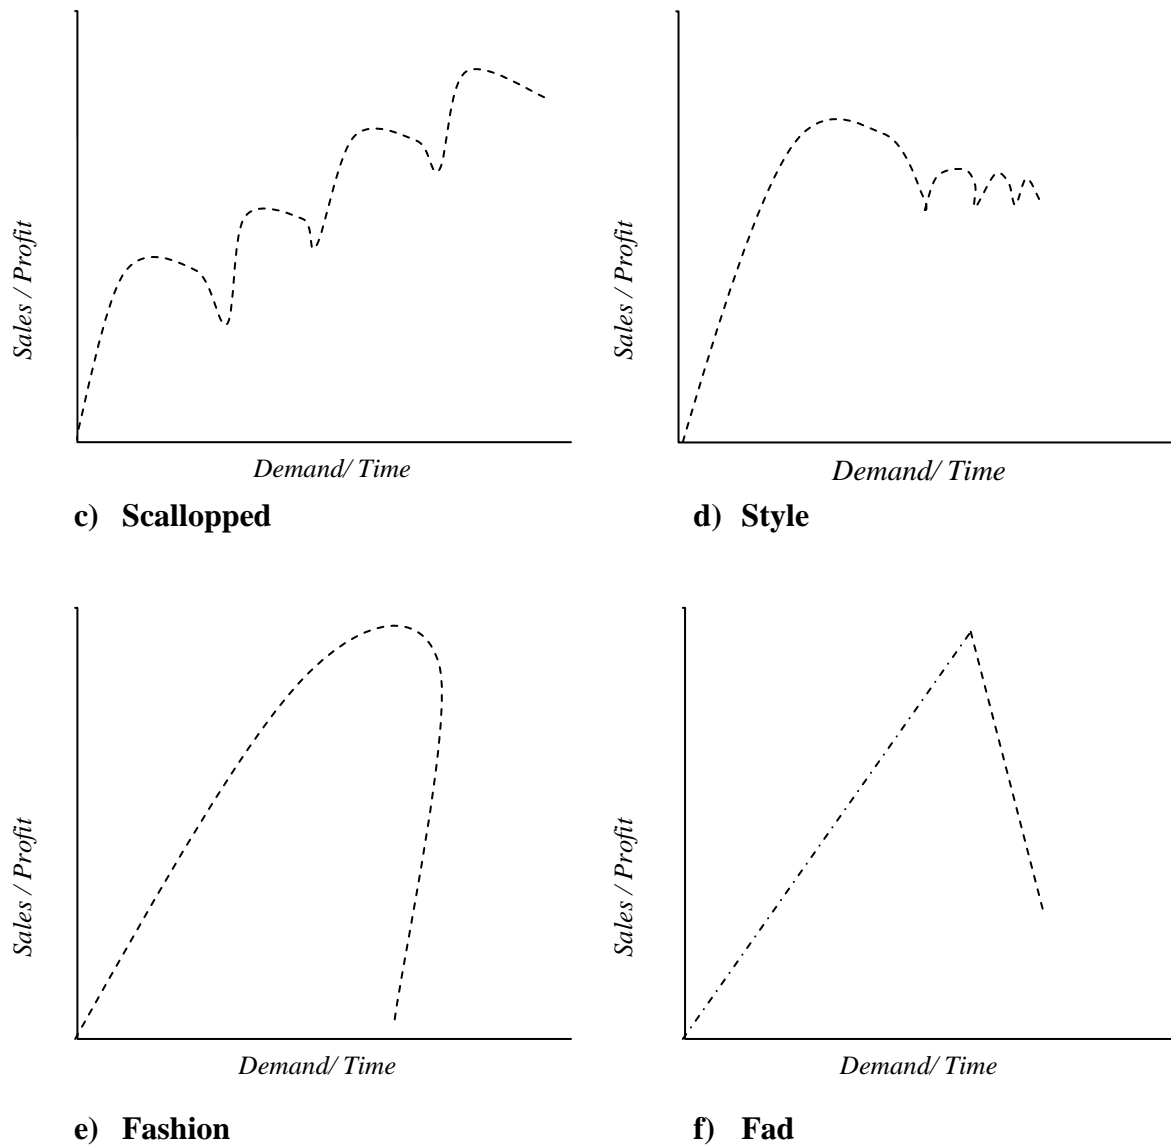 Sales / Profit
Demand/ Time
c) Scallopped
Sales / Profit
Demand/ Time
d) Style
Sales / Profit
Demand/ Time
e) Fashion
Sales / Profit
Demand/ Time
f) Fad